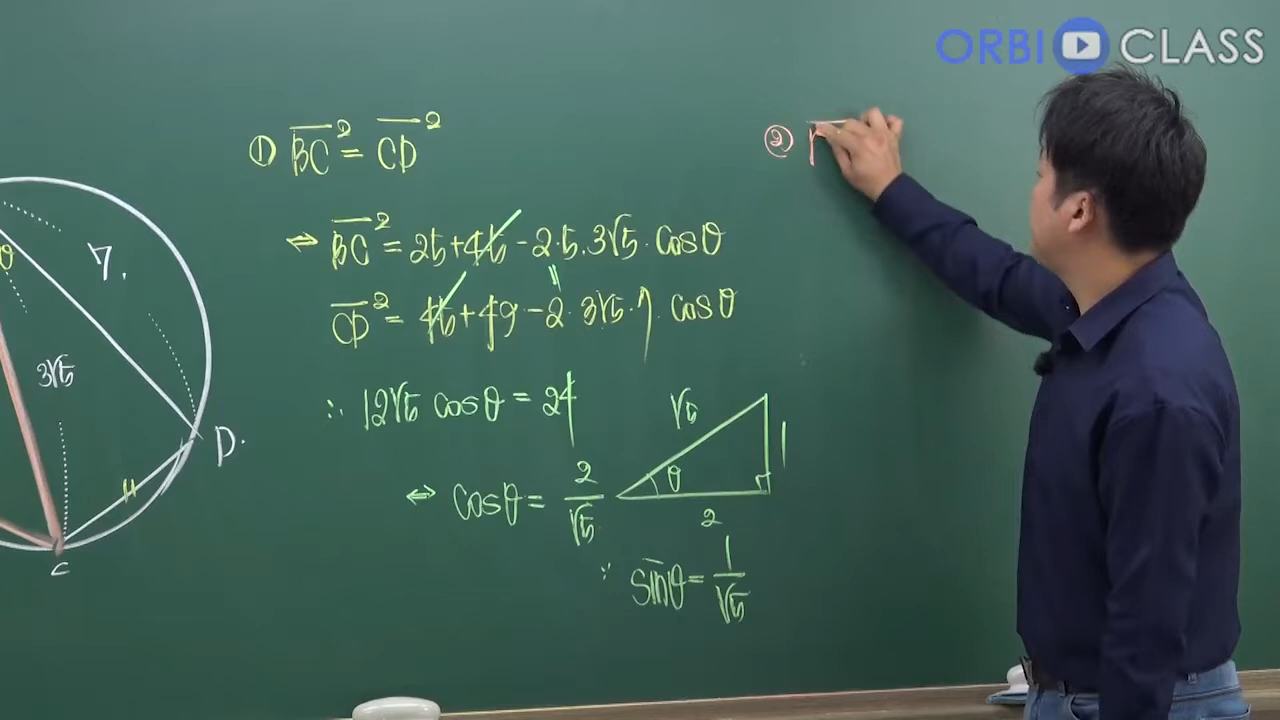 ORBI CLASS
① BC² = CD²
⇔ BC² = 25+45-2·5·3√5·cosθ
CD² = 45+49-2·3√5·7·cosθ
∴ 12√5 cosθ = 24
⇔ cosθ = 2/√5
√5
θ
1
2
∵ sinθ = 1/√5
②
θ
7.
3√5
D.
C